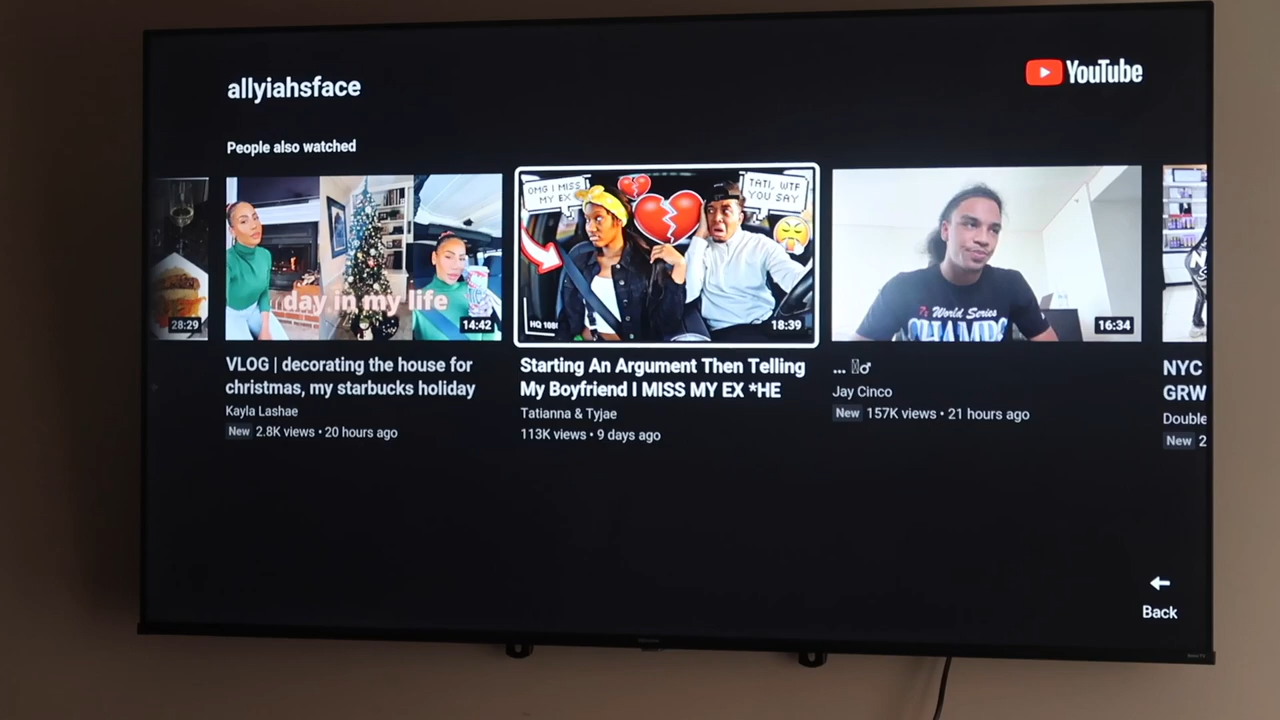 allyiahsface
YouTube
People also watched
28:29
day in my life
14:42
OMG I MISS
MY EX
TATI, WTF
YOU SAY
18:39
7x World Series
CHAMPS
16:34
VLOG | decorating the house for
christmas, my starbucks holiday
Kayla Lashae
New 2.8K views • 20 hours ago
Starting An Argument Then Telling
My Boyfriend I MISS MY EX *HE
Tatianna & Tyjae
113K views • 9 days ago
... ♂
Jay Cinco
New 157K views • 21 hours ago
NYC
GRW
Double
New 2
Back